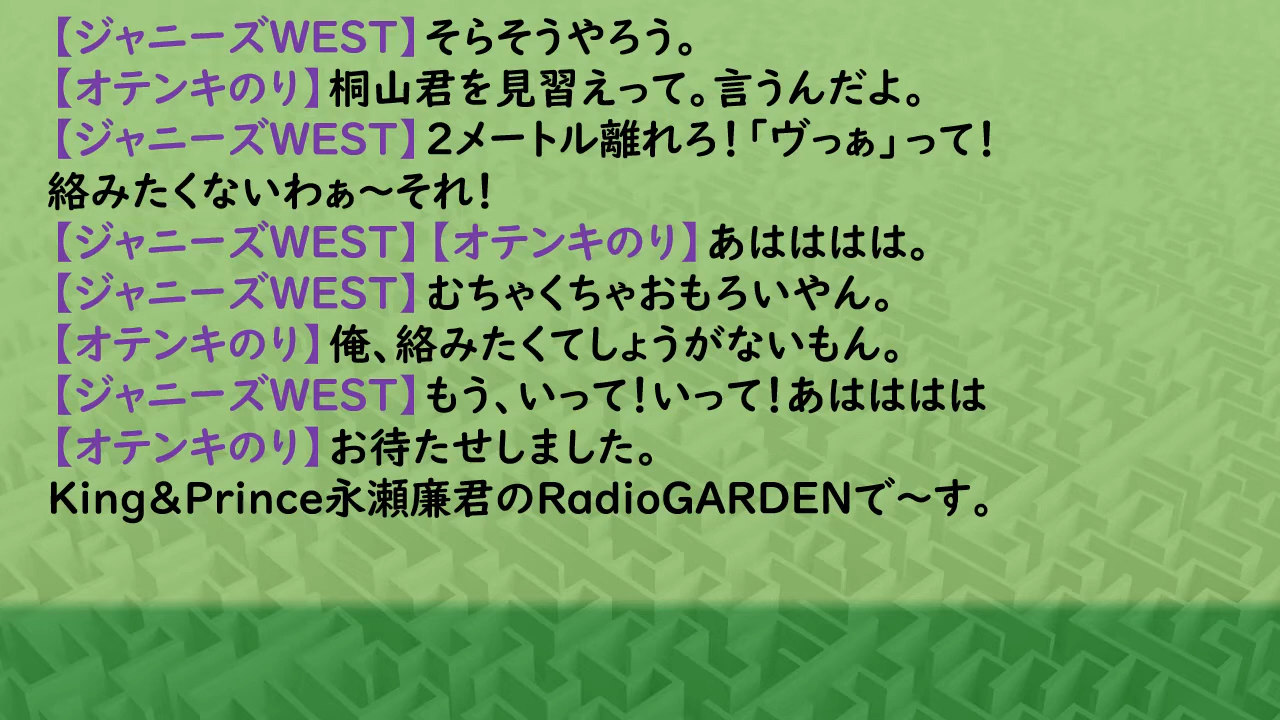 【ジャニーズWEST】そらそうやろう。
【オテンキのり】桐山君を見習えって。言うんだよ。
【ジャニーズWEST】2メートル離れろ!「ヴっぁ」って!
絡みたくないわぁ～それ!
【ジャニーズWEST】【オテンキのり】あはははは。
【ジャニーズWEST】むちゃくちゃおもろいやん。
【オテンキのり】俺、絡みたくてしょうがないもん。
【ジャニーズWEST】もう、いって!いって!あはははは
【オテンキのり】お待たせしました。
King&Prince永瀬廉君のRadioGARDENで～す。